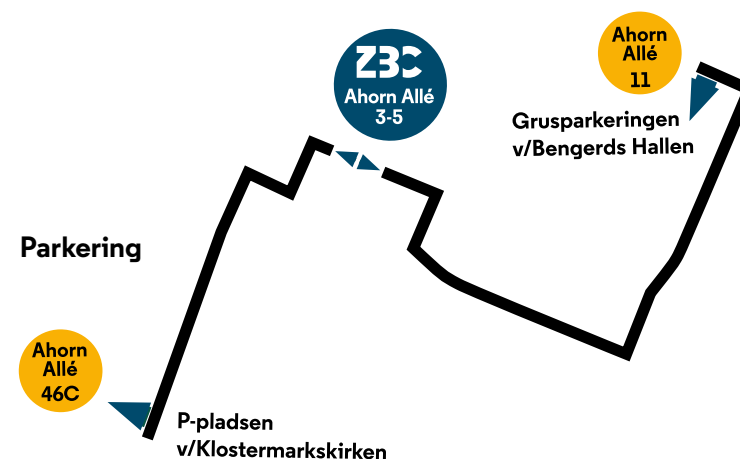 Ahorn
Allé
11
ZBC
Ahorn Allé
3-5
Grusparkeringen
v/Bengerds Hallen
Parkering
Ahorn
Allé
46C
P-pladsen
v/Klostermarkskirken